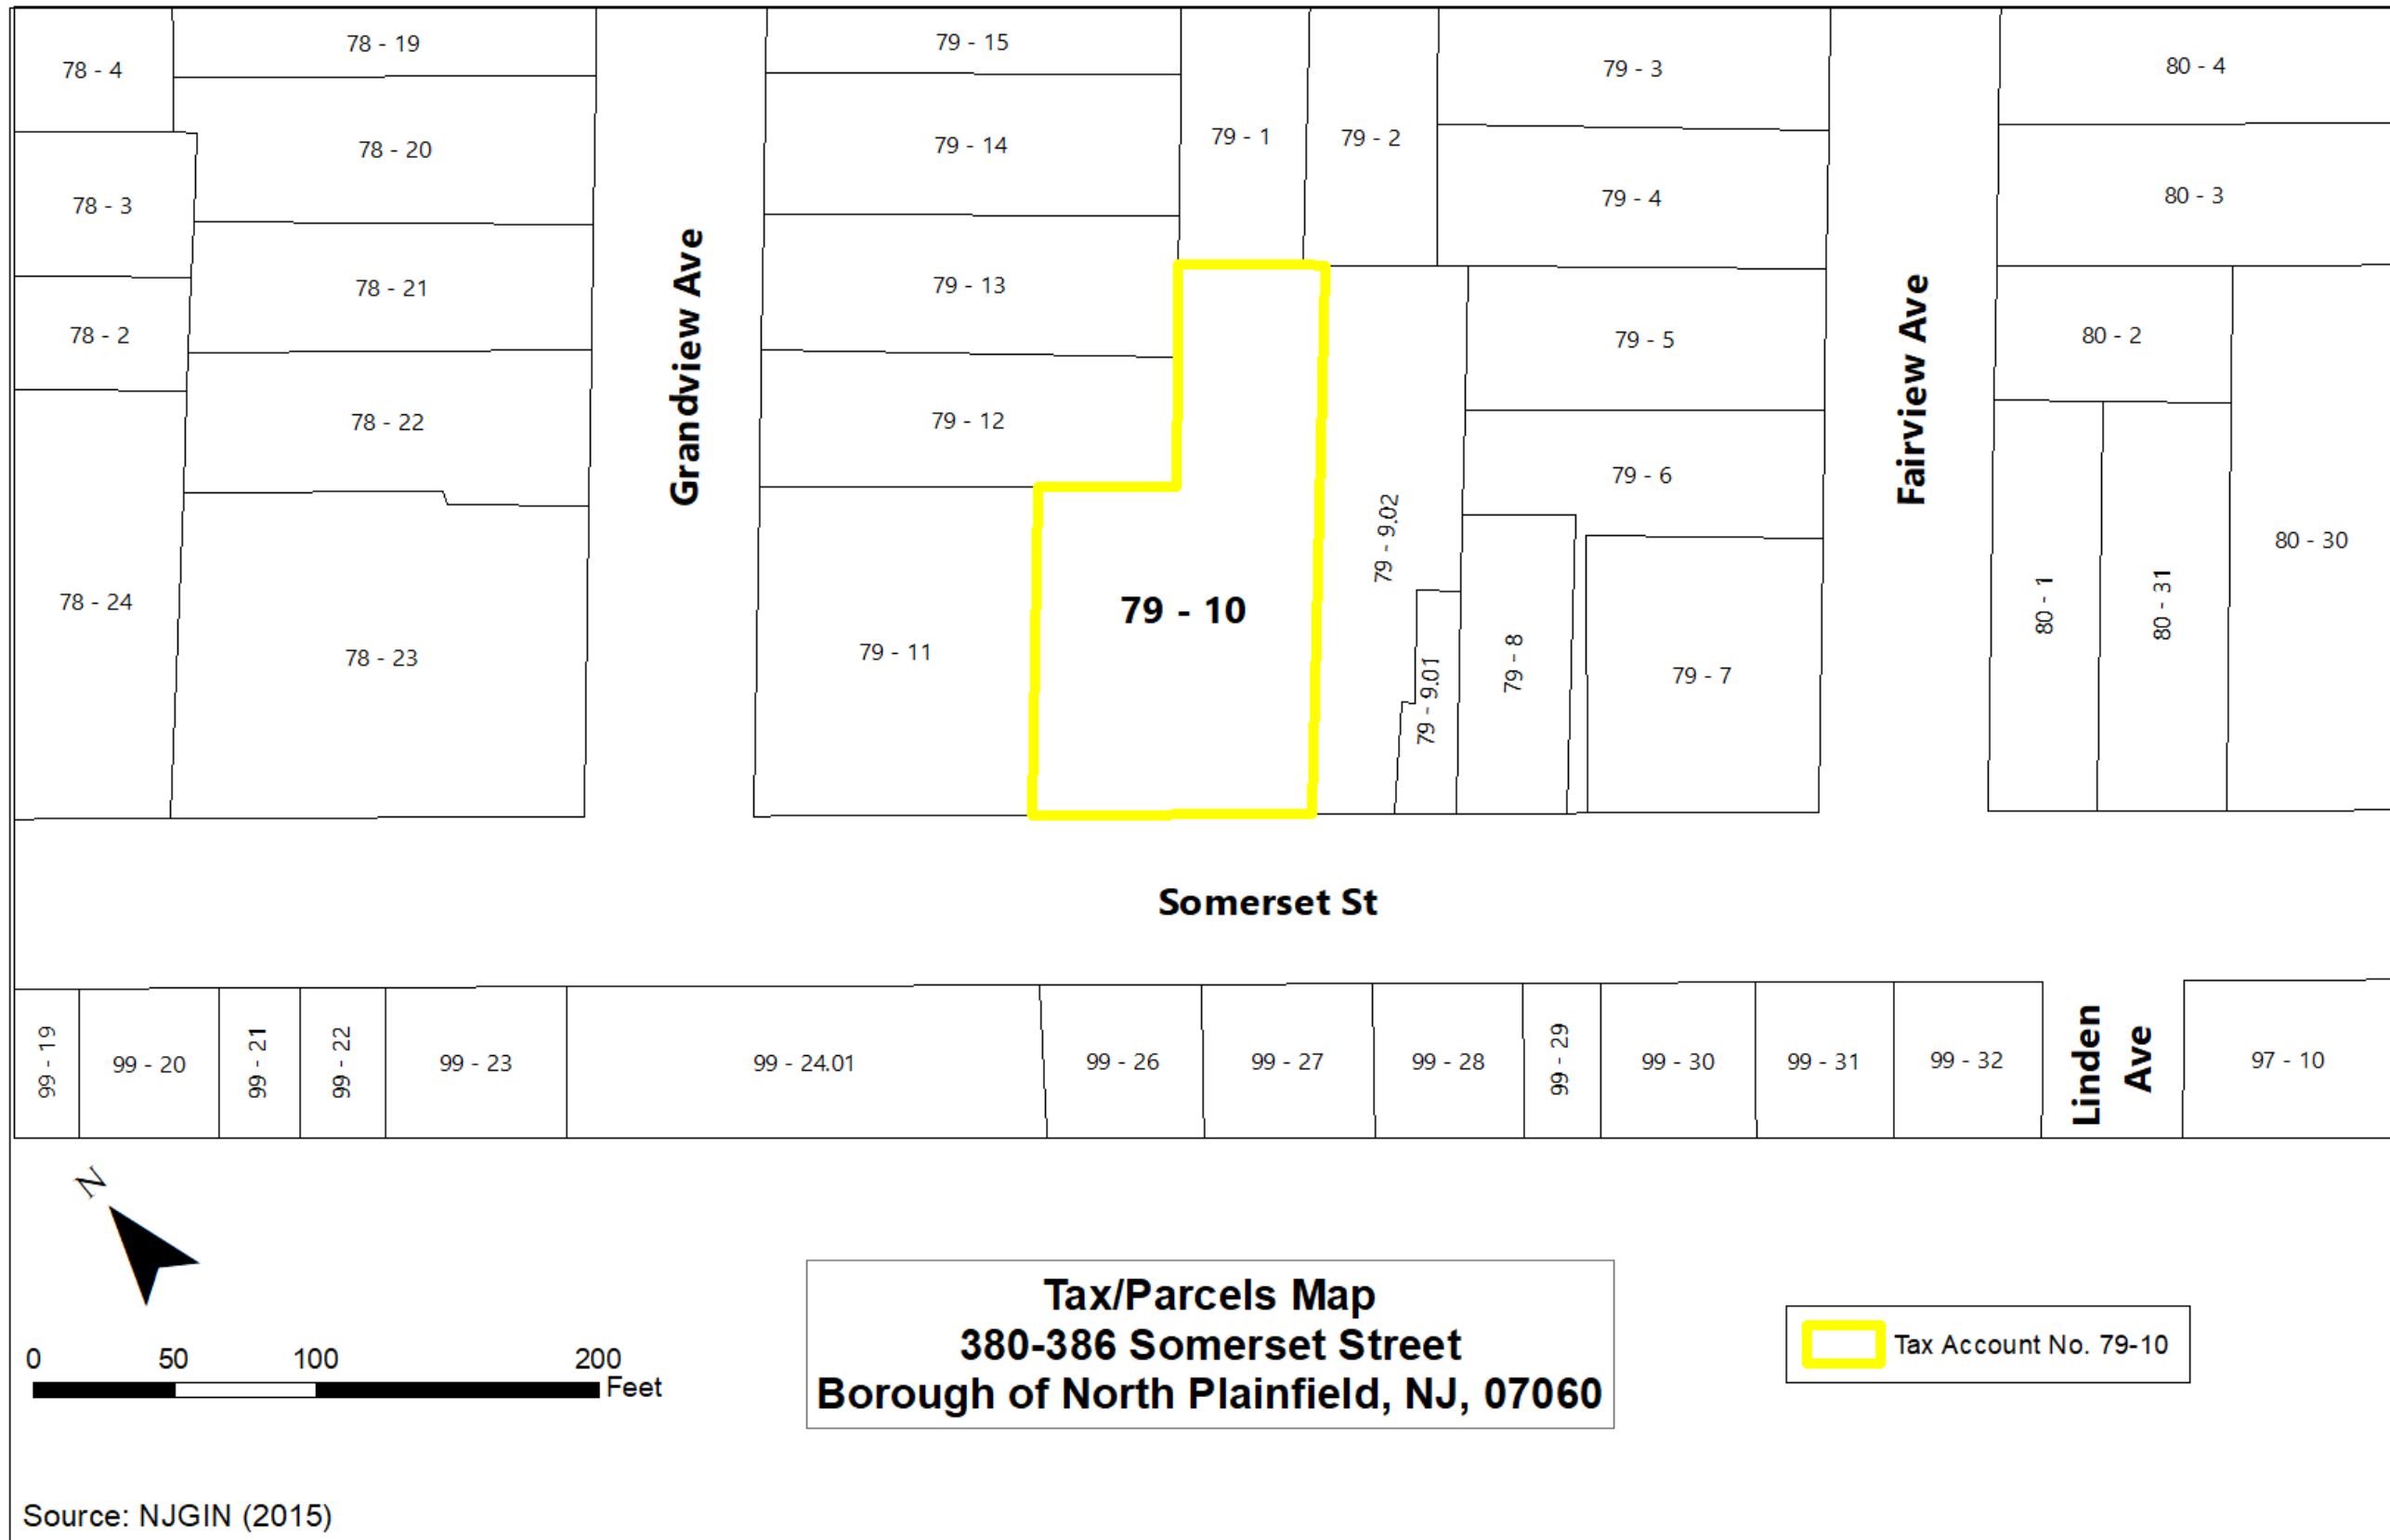 78 - 4
78 - 19
79 - 15
79 - 1
79 - 2
79 - 3
80 - 4
78 - 3
78 - 20
79 - 14
79 - 4
80 - 3
78 - 2
78 - 21
Grandview Ave
79 - 13
79 - 5
Fairview Ave
80 - 2
78 - 22
79 - 12
79 - 6
79 - 9.02
80 - 30
78 - 24
78 - 23
79 - 11
79 - 10
79 - 9.01
79 - 8
79 - 7
80 - 1
80 - 31
Somerset St
99 - 19
99 - 20
99 - 21
99 - 22
99 - 23
99 - 24.01
99 - 26
99 - 27
99 - 28
99 - 29
99 - 30
99 - 31
99 - 32
Linden
Ave
97 - 10
N
0 50 100 200
Feet
Tax/Parcels Map
380-386 Somerset Street
Borough of North Plainfield, NJ, 07060
Tax Account No. 79-10
Source: NJGIN (2015)